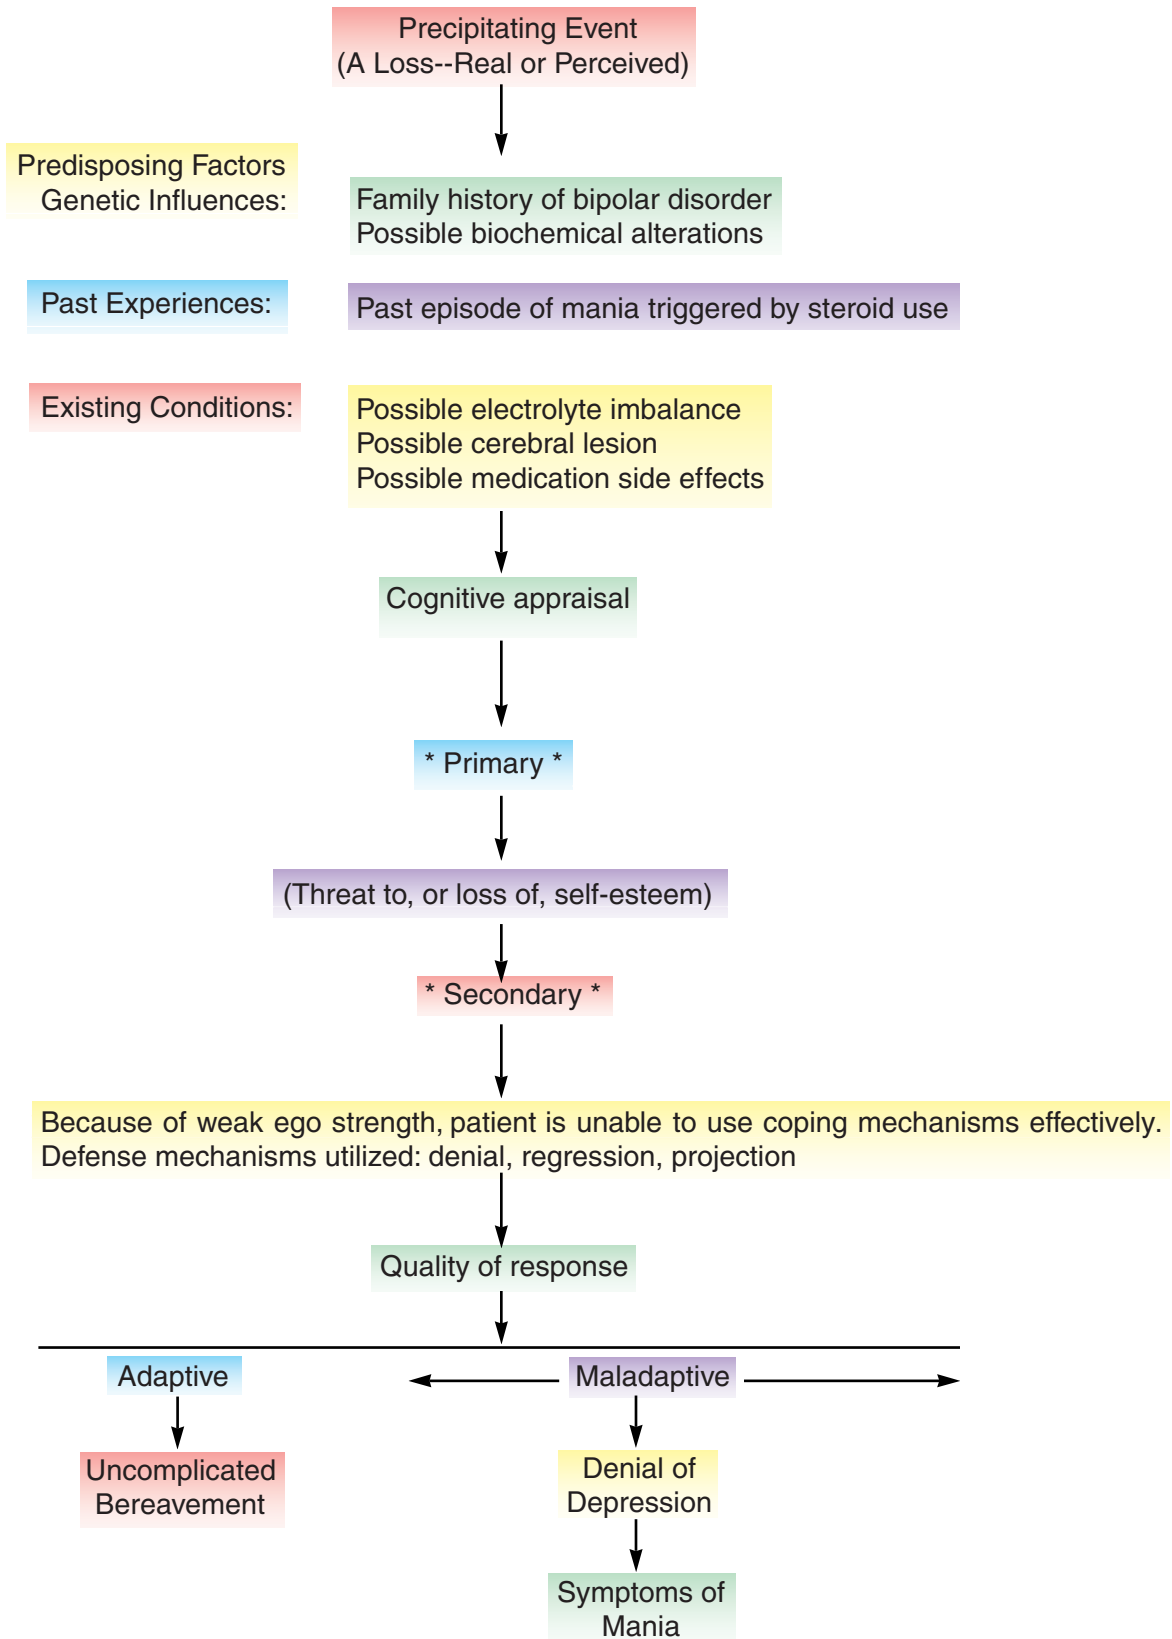 Precipitating Event
(A Loss--Real or Perceived)
Predisposing Factors
Genetic Influences:
Family history of bipolar disorder
Possible biochemical alterations
Past Experiences:
Past episode of mania triggered by steroid use
Existing Conditions:
Possible electrolyte imbalance
Possible cerebral lesion
Possible medication side effects
Cognitive appraisal
* Primary *
(Threat to, or loss of, self-esteem)
* Secondary *
Because of weak ego strength, patient is unable to use coping mechanisms effectively.
Defense mechanisms utilized: denial, regression, projection
Quality of response
Adaptive
Maladaptive
Uncomplicated
Bereavement
Denial of
Depression
Symptoms of
Mania